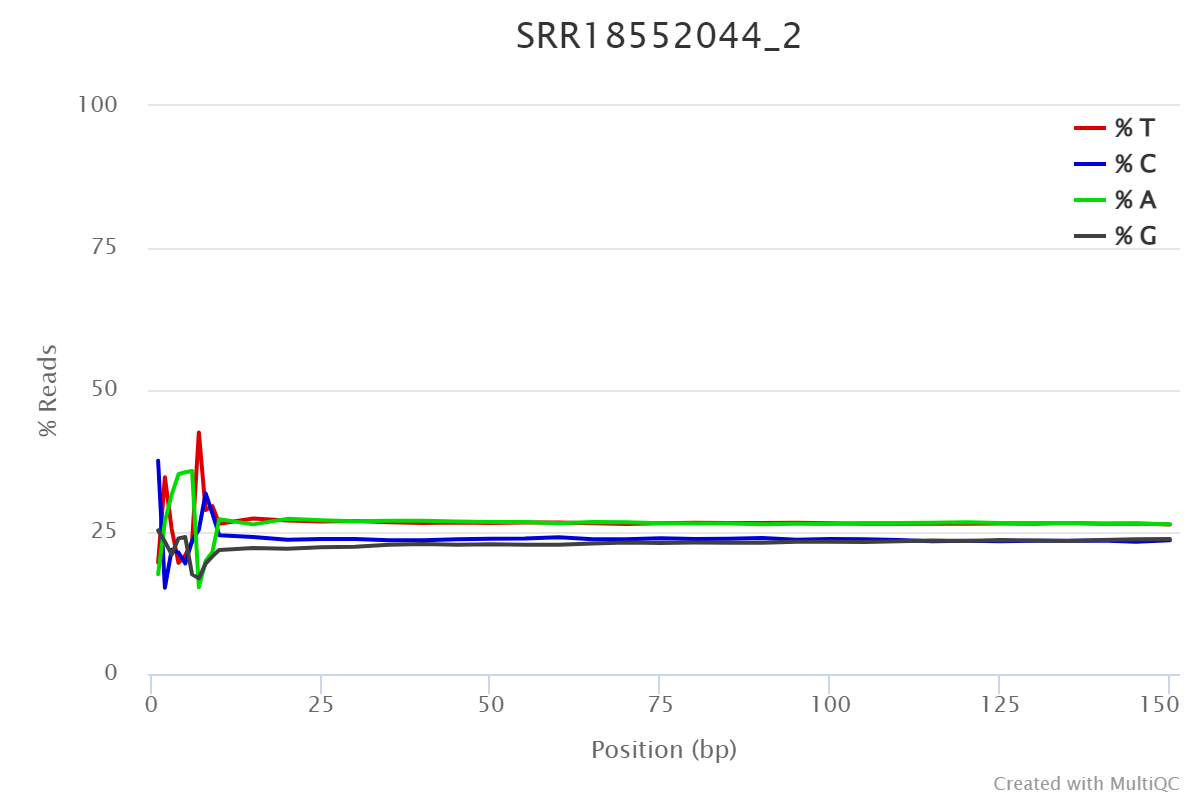 SRR18552044_2
100
75
50
25
0
% Reads
% T
% C
% A
% G
0 25 50 75 100 125 150
Position (bp)
Created with MultiQC